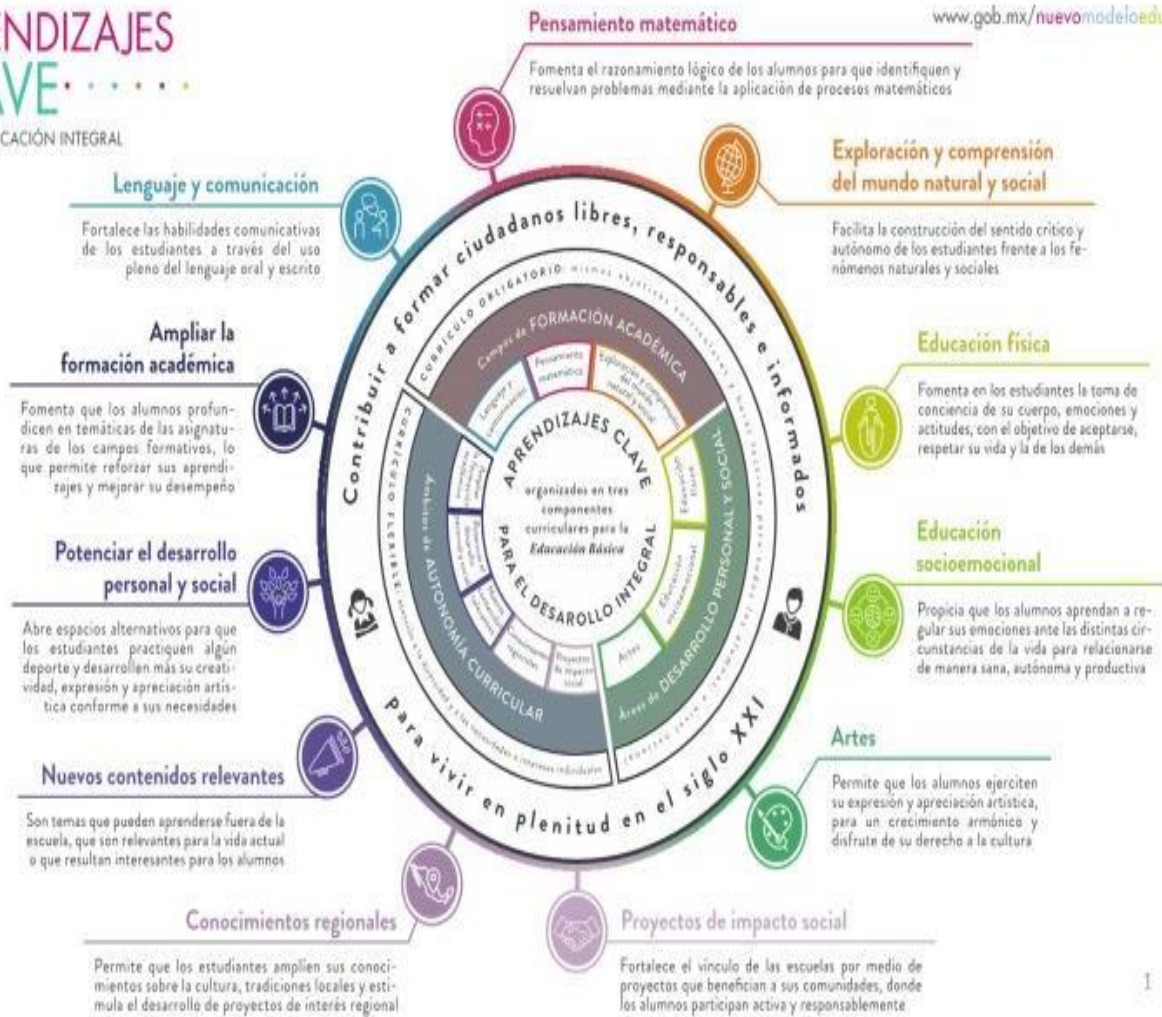 ENDIZAJES
AVE
CACIÓN INTEGRAL
www.gob.mx/nuevomodeloedu
Pensamiento matemático
Fomenta el razonamiento lógico de los alumnos para que identifiquen y
resuelvan problemas mediante la aplicación de procesos matemáticos
Lenguaje y comunicación
Fortalece las habilidades comunicativas
de los estudiantes a través del uso
pleno del lenguaje oral y escrito
Exploración y comprensión
del mundo natural y social
Facilita la construcción del sentido crítico y
autónomo de los estudiantes frente a los fe-
nómenos naturales y sociales
Ampliar la
formación académica
Fomenta que los alumnos profun-
dicen en temáticas de las asignatu-
ras de los campos formativos, lo
que permite reforzar sus aprendi-
zajes y mejorar su desempeño
Educación física
Fomenta en los estudiantes la toma de
conciencia de su cuerpo, emociones y
actitudes, con el objetivo de aceptarse,
respetar su vida y la de los demás
Potenciar el desarrollo
personal y social
Abre espacios alternativos para que
los estudiantes practiquen algún
deporte y desarrollen más su creati-
vidad, expresión y apreciación artís-
tica conforme a sus necesidades
Educación
socioemocional
Propicia que los alumnos aprendan a re-
gular sus emociones ante las distintas cir-
cunstancias de la vida para relacionarse
de manera sana, autónoma y productiva
Nuevos contenidos relevantes
Son temas que pueden aprenderse fuera de la
escuela, que son relevantes para la vida actual
o que resultan interesantes para los alumnos
Artes
Permite que los alumnos ejerciten
su expresión y apreciación artística,
para un crecimiento armónico y
disfrute de su derecho a la cultura
Conocimientos regionales
Permite que los estudiantes amplíen sus conoci-
mientos sobre la cultura, tradiciones locales y esti-
mula el desarrollo de proyectos de interés regional
Proyectos de impacto social
Fortalece el vínculo de las escuelas por medio de
proyectos que benefician a sus comunidades, donde
los alumnos participan activa y responsablemente
Contribuir a formar ciudadanos libres, responsables e informados
para vivir en plenitud en el siglo XXI
CURRÍCULO OBLIGATORIO: mismos objetivos curriculares y
CURRÍCULO FLEXIBLE: atención a la diversidad y a las necesidades e intereses individuales
Campos de FORMACIÓN ACADÉMICA
Lenguaje y
comunicación
Pensamiento
matemático
Exploración y comprensión
del mundo
natural y social
Áreas de DESARROLLO PERSONAL Y SOCIAL
Educación
física
Educación
socioemocional
Artes
Ámbitos de AUTONOMÍA CURRICULAR
Conocimientos
regionales
Proyectos
de impacto
social
APRENDIZAJES CLAVE
organizados en tres
componentes
curriculares para la
Educación Básica
PARA EL DESAROLLO INTEGRAL
1